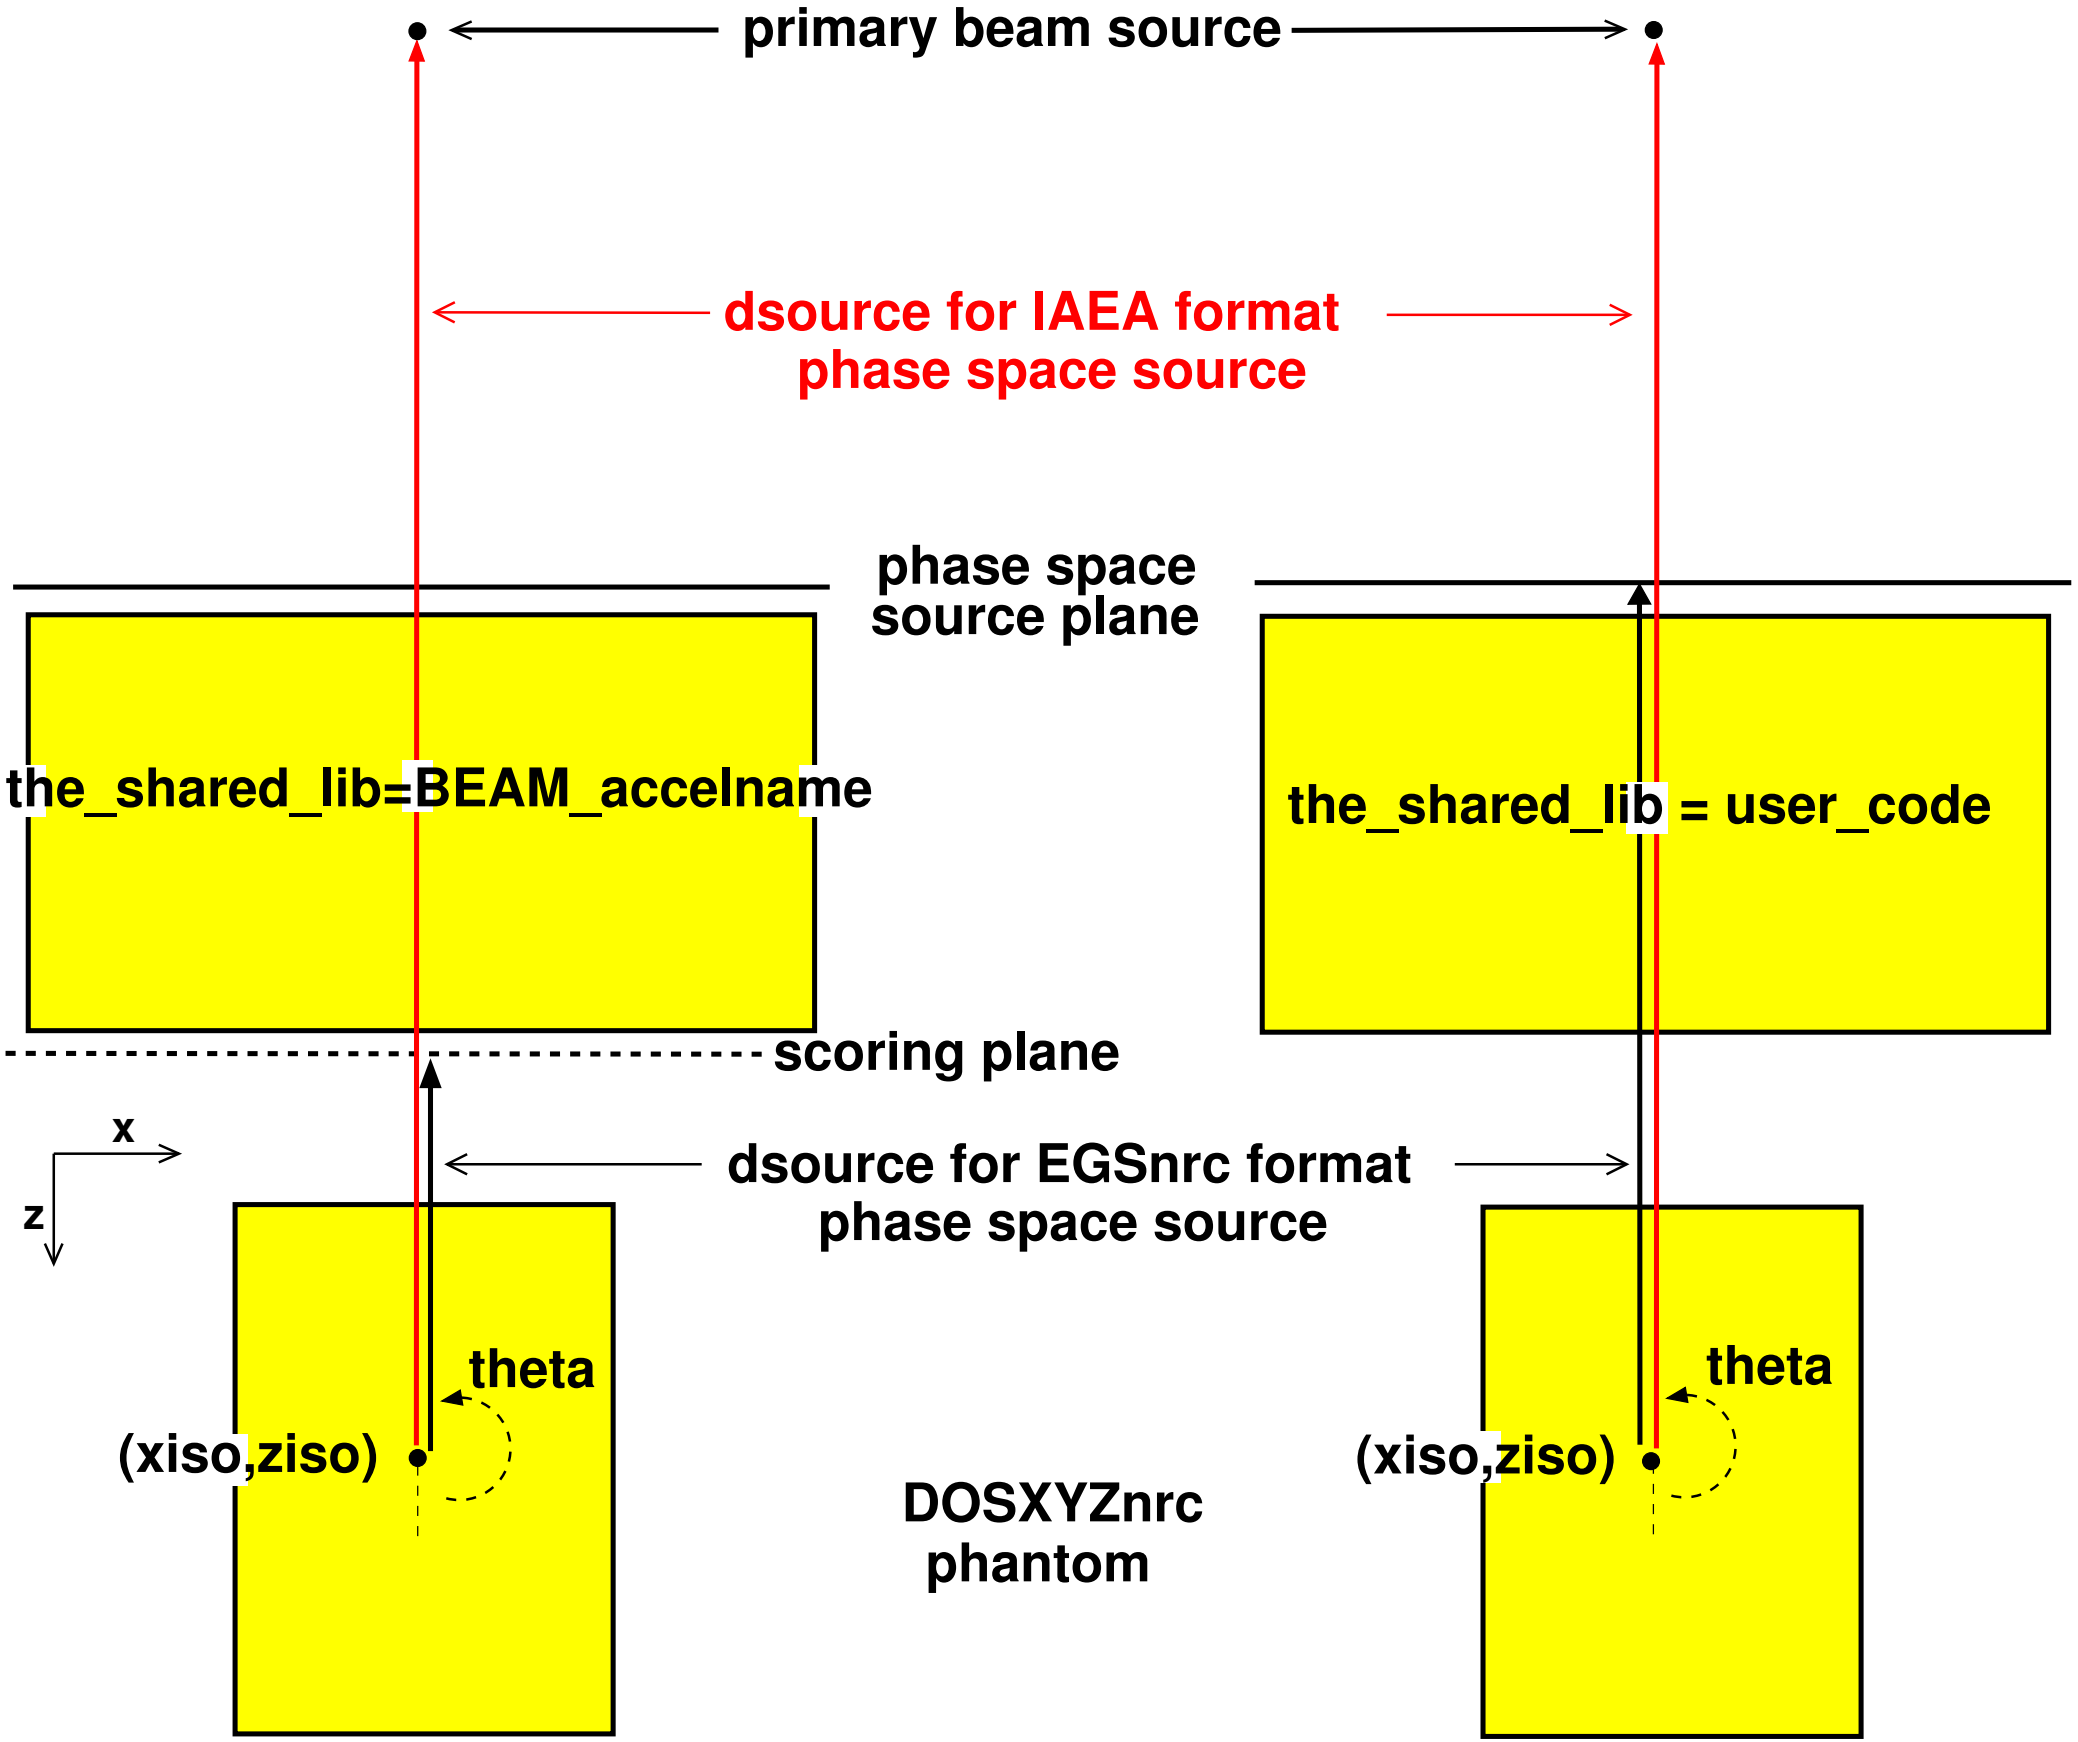 primary beam source
dsource for IAEA format
phase space source
phase space
source plane
the_shared_lib=BEAM_accelname
the_shared_lib = user_code
scoring plane
x
z
dsource for EGSnrc format
phase space source
theta
theta
(xiso,ziso)
(xiso,ziso)
DOSXYZnrc
phantom